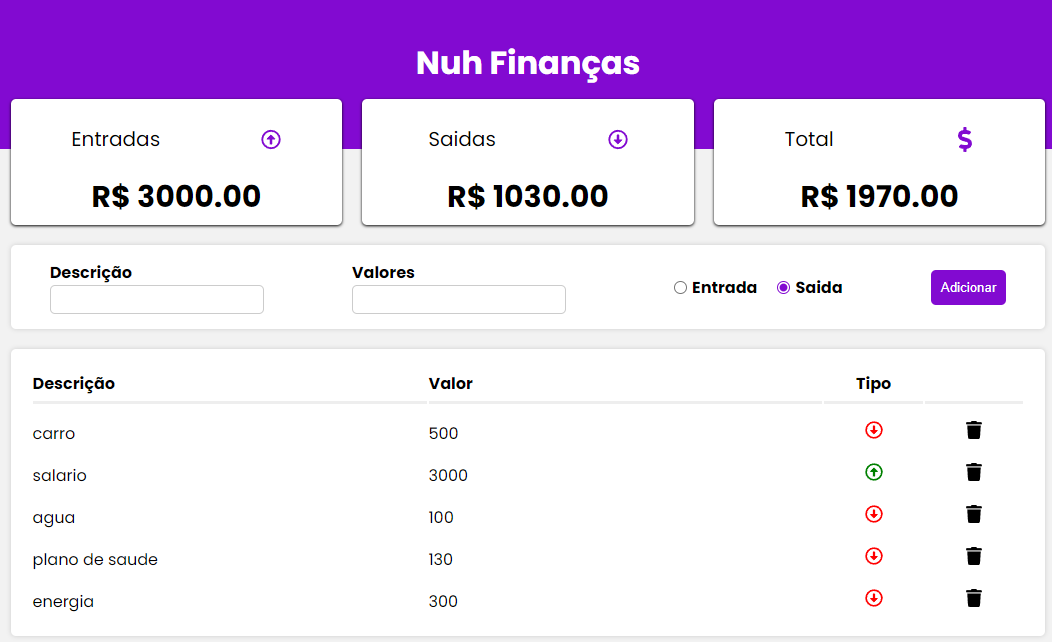 Nuh Finanças
Entradas Saidas Total $
R$ 3000.00 R$ 1030.00 R$ 1970.00
Descrição Valores
Entrada Saida Adicionar
Descrição Valor Tipo
carro 500
salario 3000
agua 100
plano de saude 130
energia 300